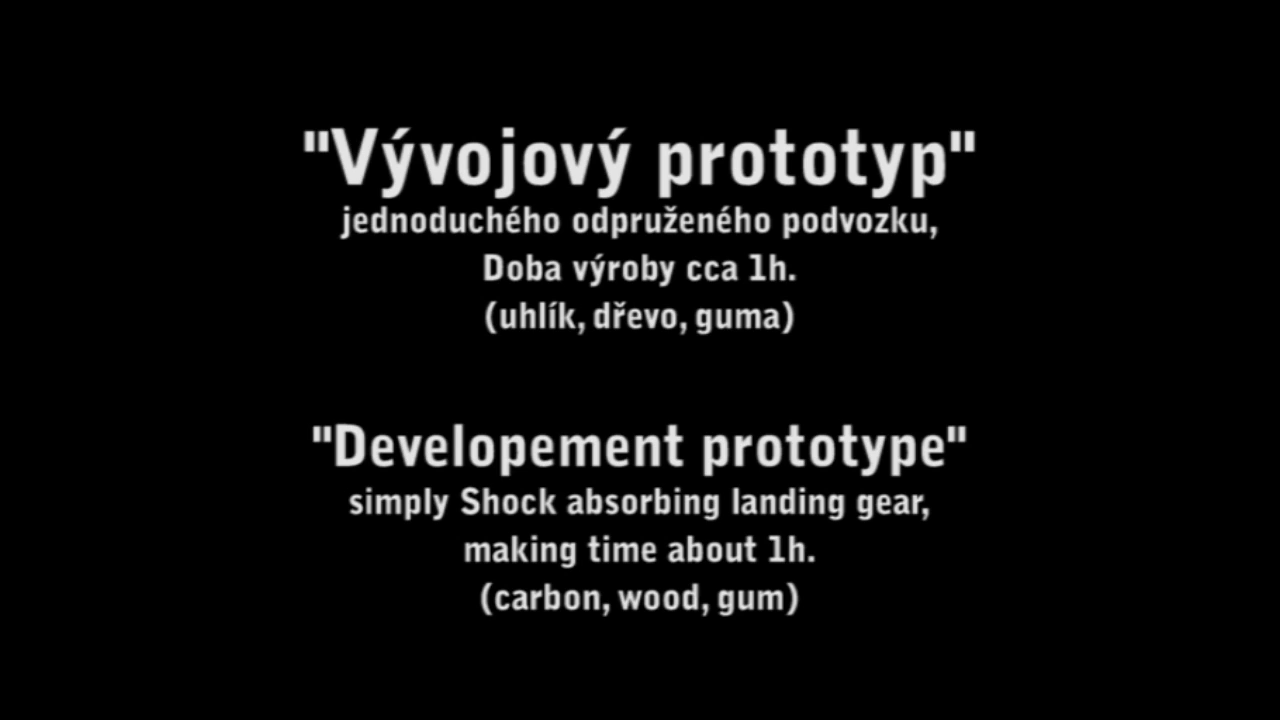 "Vývojový prototyp"
jednoduchého odpruženého podvozku,
Doba výroby cca 1h.
(uhlík, dřevo, guma)
"Developement prototype"
simply Shock absorbing landing gear,
making time about 1h.
(carbon, wood, gum)